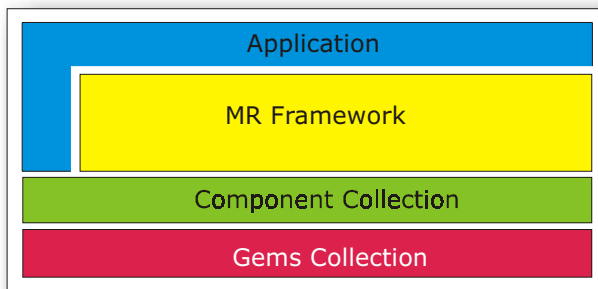 Application
MR Framework
Component Collection
Gems Collection